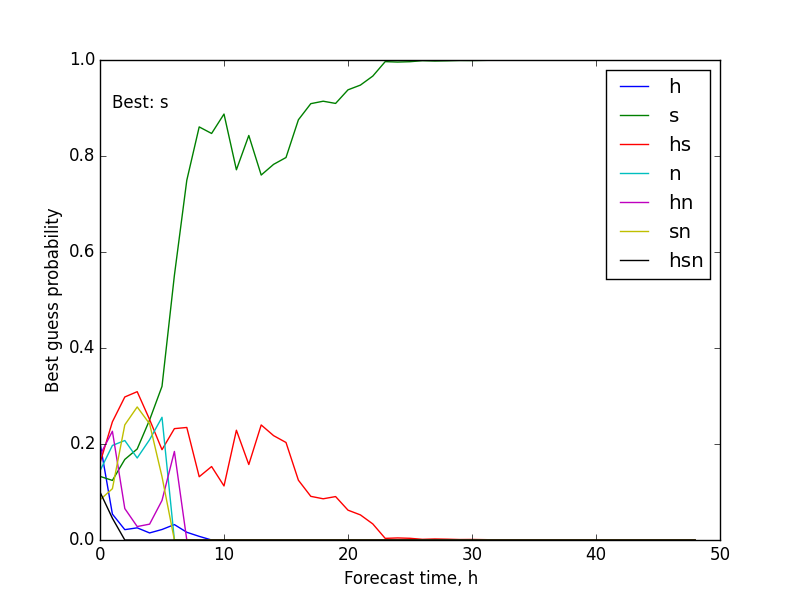 1.0
0.8
0.6
0.4
0.2
0.0
Best guess probability
Best: s
h
s
hs
n
hn
sn
hsn
0 10 20 30 40 50
Forecast time, h